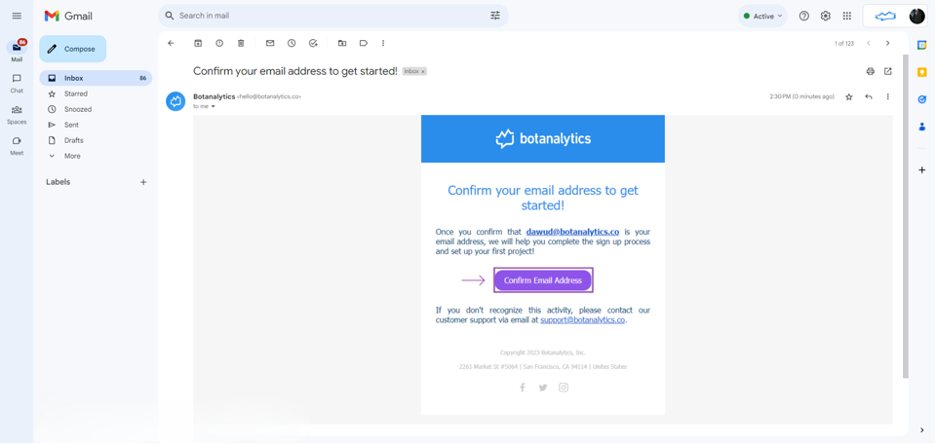 Gmail
Search in mail
Active
Compose
1 of 123
86
Mail
Inbox 86
Starred
Chat
Snoozed
Spaces
Sent
Drafts
Meet
More
Labels
Confirm your email address to get started! Inbox x
Botanalytics <hello@botanalytics.co>
2:30PM (0 minutes ago)
to me
botanalytics
Confirm your email address to get
started!
Once you confirm that dawud@botanalytics.co is your
email address, we will help you complete the sign up process
and set up your first project!
Confirm Email Address
If you don't recognize this activity, please contact our
customer support via email at support@botanalytics.co.
Copyright 2023 Botanalytics, Inc.
2261 Market St #5064 | San Francisco, CA 94114 | Unites Status